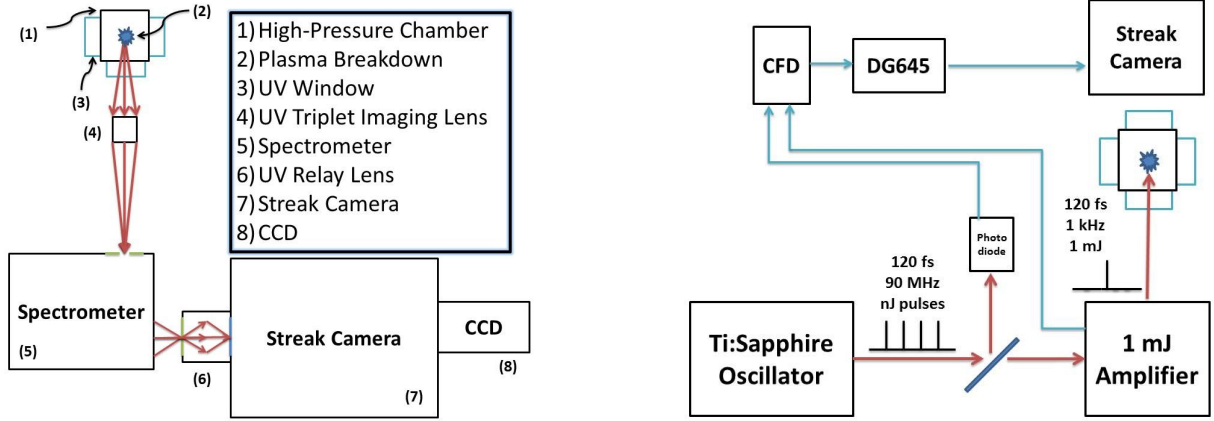 (1)
(2)
(3)
(4)
1) High-Pressure Chamber
2) Plasma Breakdown
3) UV Window
4) UV Triplet Imaging Lens
5) Spectrometer
6) UV Relay Lens
7) Streak Camera
8) CCD
Spectrometer
(5)
(6)
Streak Camera
(7)
CCD
(8)
CFD
DG645
Streak
Camera
120 fs
1 kHz
1 mJ
Photo
diode
120 fs
90 MHz
nJ pulses
Ti:Sapphire
Oscillator
1 mJ
Amplifier